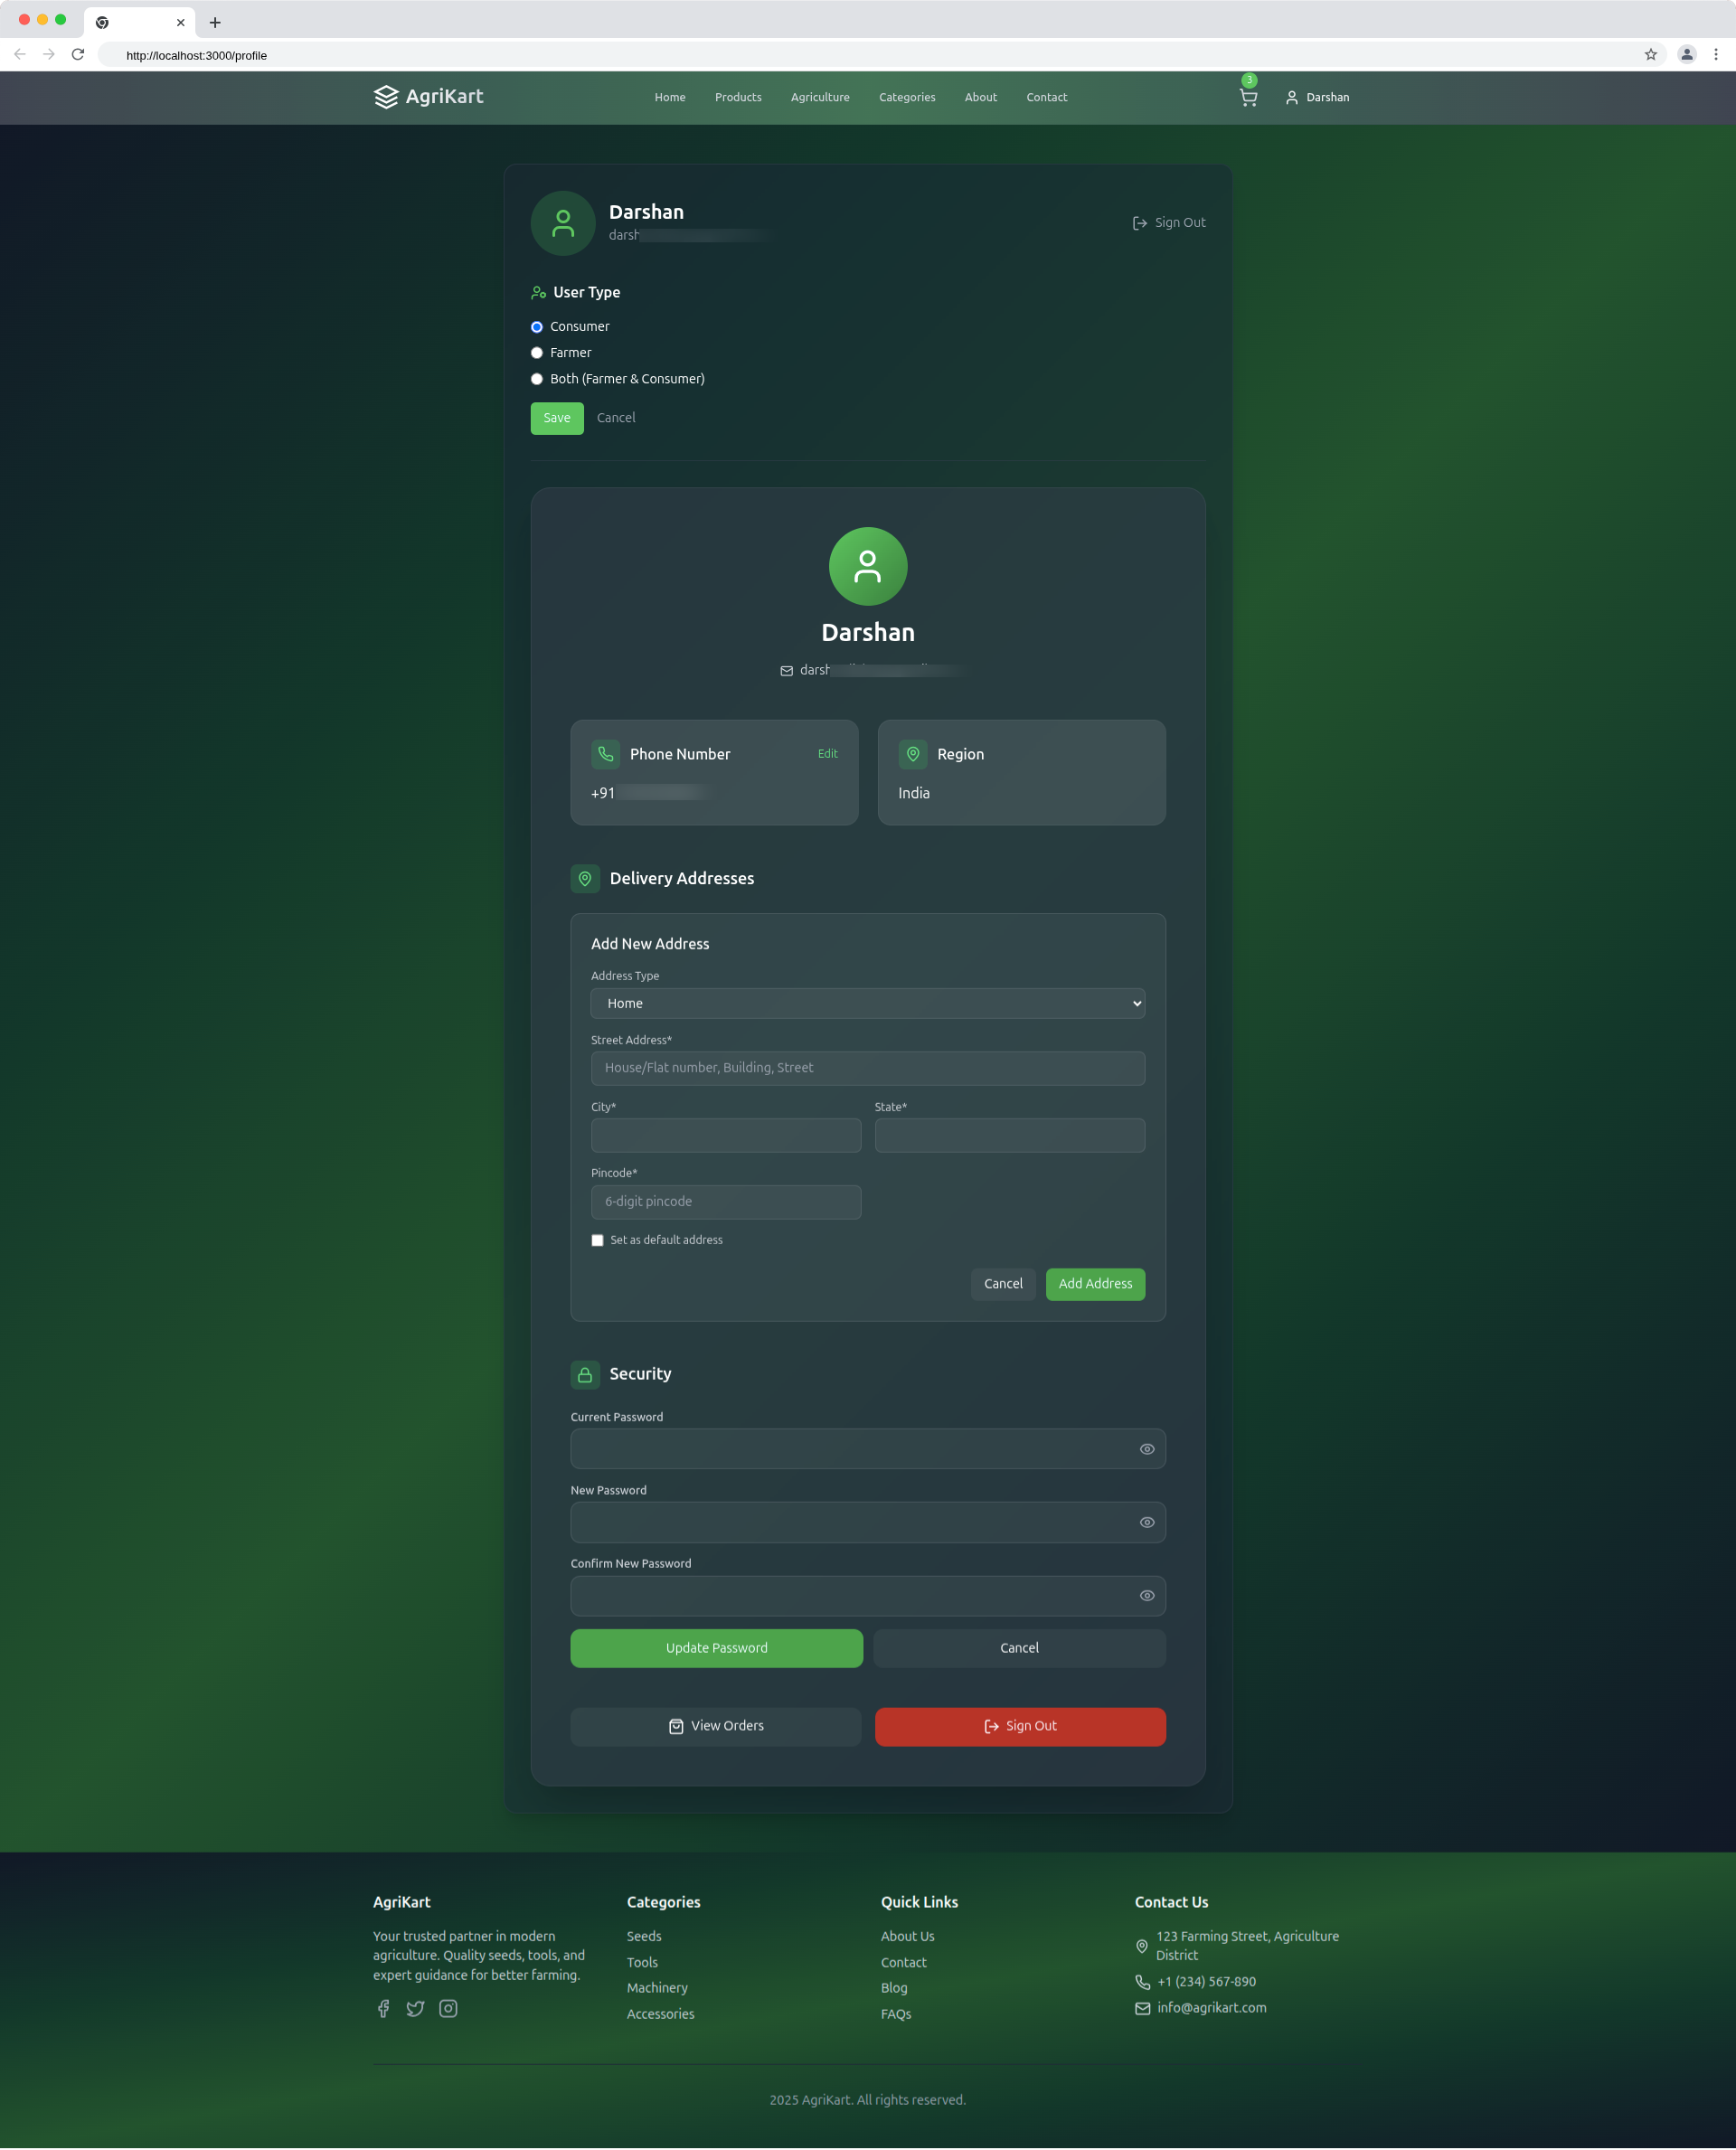 http://localhost:3000/profile
AgriKart
Home Products Agriculture Categories About Contact
3
Darshan
Darshan
Sign Out
User Type
Consumer
Farmer
Both (Farmer & Consumer)
Save Cancel
Darshan
Phone Number Edit
+91
Region
India
Delivery Addresses
Add New Address
Address Type
Home
Street Address*
House/Flat number, Building, Street
City* State*
Pincode*
6-digit pincode
Set as default address
Cancel Add Address
Security
Current Password
New Password
Confirm New Password
Update Password Cancel
View Orders Sign Out
AgriKart
Your trusted partner in modern
agriculture. Quality seeds, tools, and
expert guidance for better farming.
Categories
Seeds
Tools
Machinery
Accessories
Quick Links
About Us
Contact
Blog
FAQs
Contact Us
123 Farming Street, Agriculture
District
+1 (234) 567-890
info@agrikart.com
2025 AgriKart. All rights reserved.